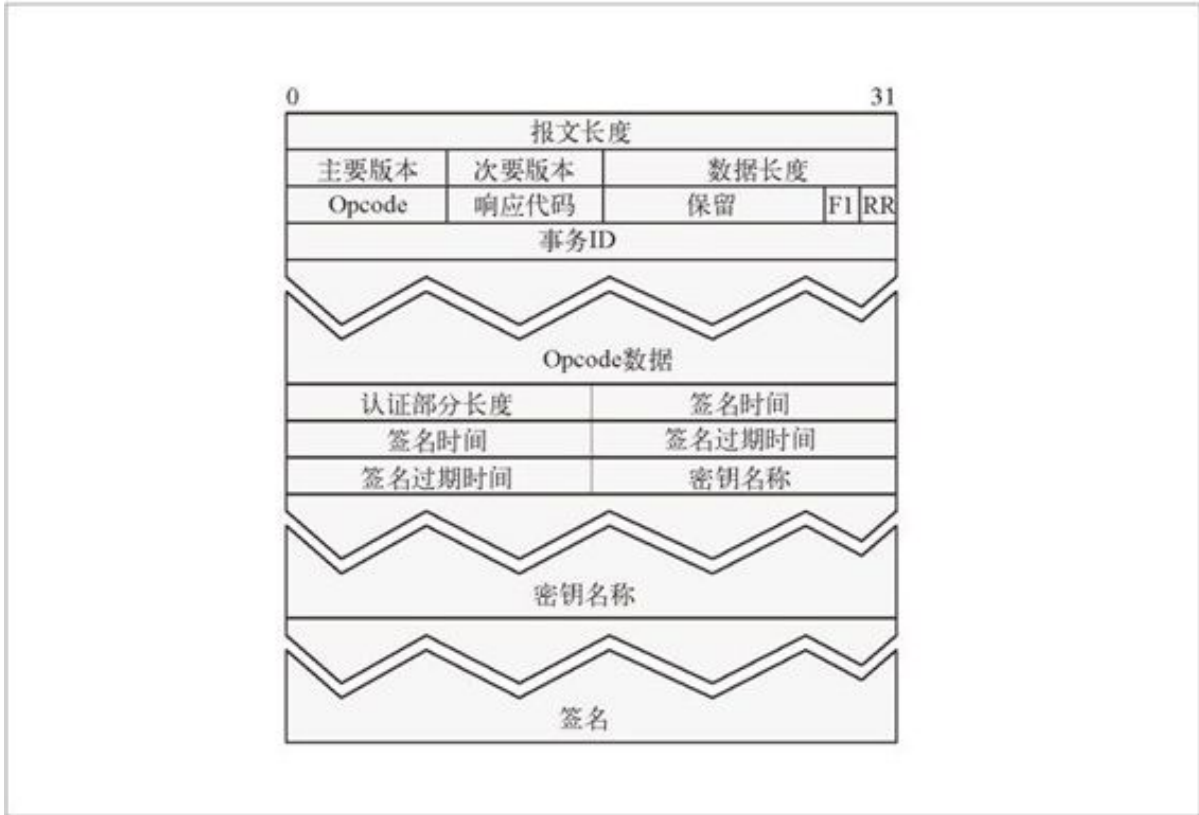 0 31
报文长度
主要版本 次要版本 数据长度
Opcode 响应代码 保留 F1 RR
事务ID
Opcode数据
认证部分长度 签名时间
签名时间 签名过期时间
签名过期时间 密钥名称
密钥名称
签名